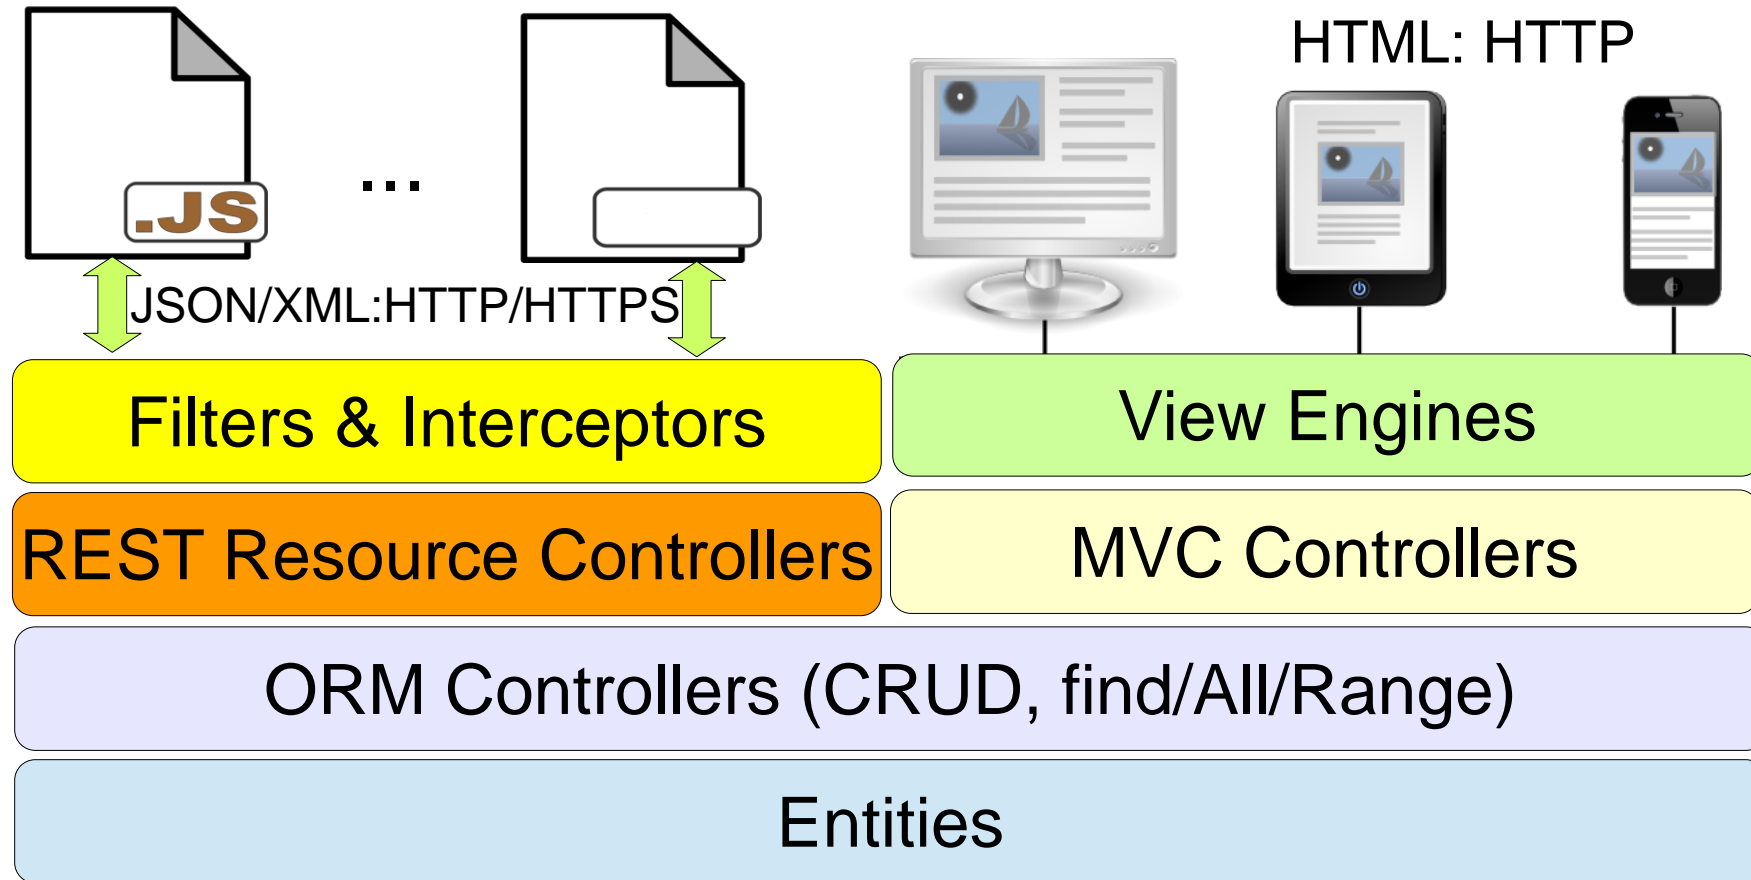 HTML: HTTP
.JS
...
JSON/XML:HTTP/HTTPS
Filters & Interceptors
View Engines
REST Resource Controllers
MVC Controllers
ORM Controllers (CRUD, find/All/Range)
Entities